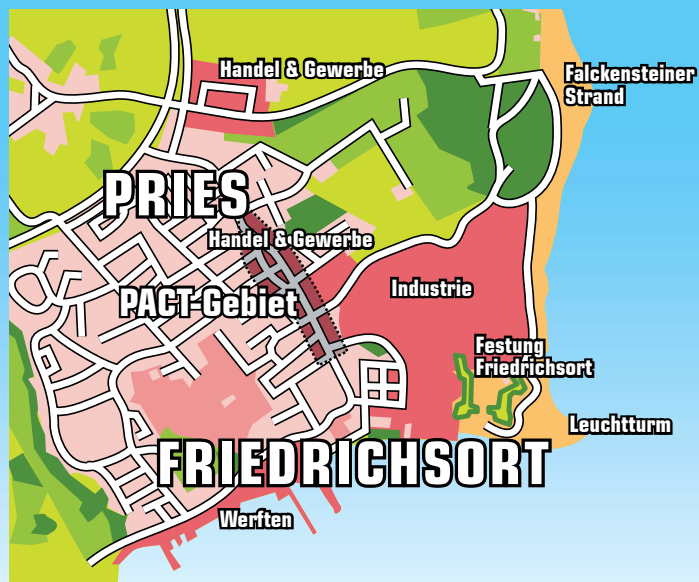 Handel & Gewerbe
Falckensteiner
Strand
PRIES
Handel & Gewerbe
Industrie
PACT-Gebiet
Festung
Friedrichsort
Leuchtturm
FRIEDRICHSORT
Werften